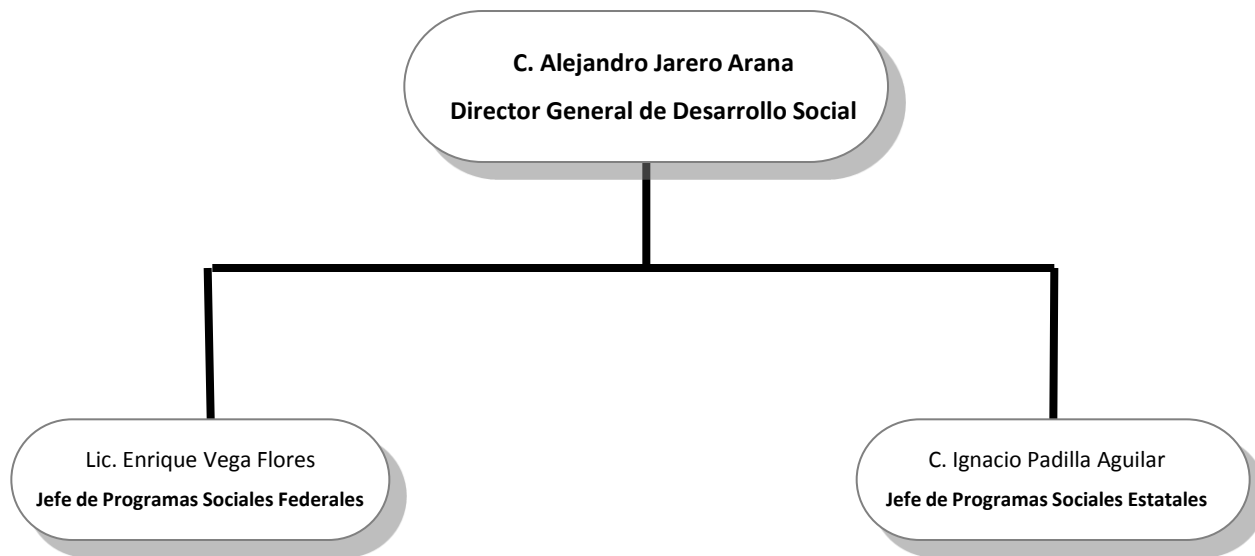 C. Alejandro Jarero Arana
Director General de Desarrollo Social
Lic. Enrique Vega Flores
Jefe de Programas Sociales Federales
C. Ignacio Padilla Aguilar
Jefe de Programas Sociales Estatales